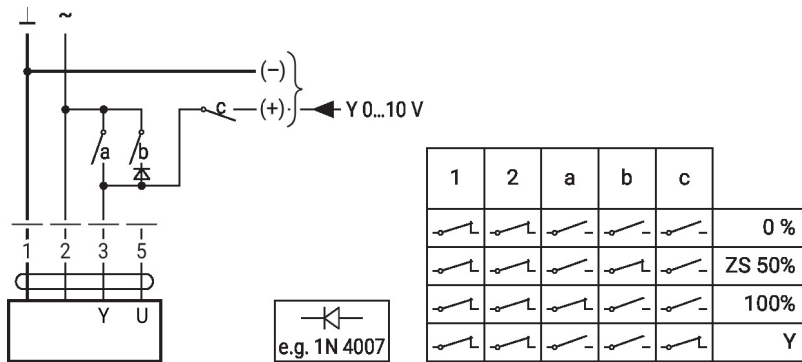 ⊥ ~
(–)
c (+) Y 0...10 V
a b
1 2 3 5
Y U
e.g. 1N 4007
1 2 a b c
0 %
ZS 50%
100%
Y